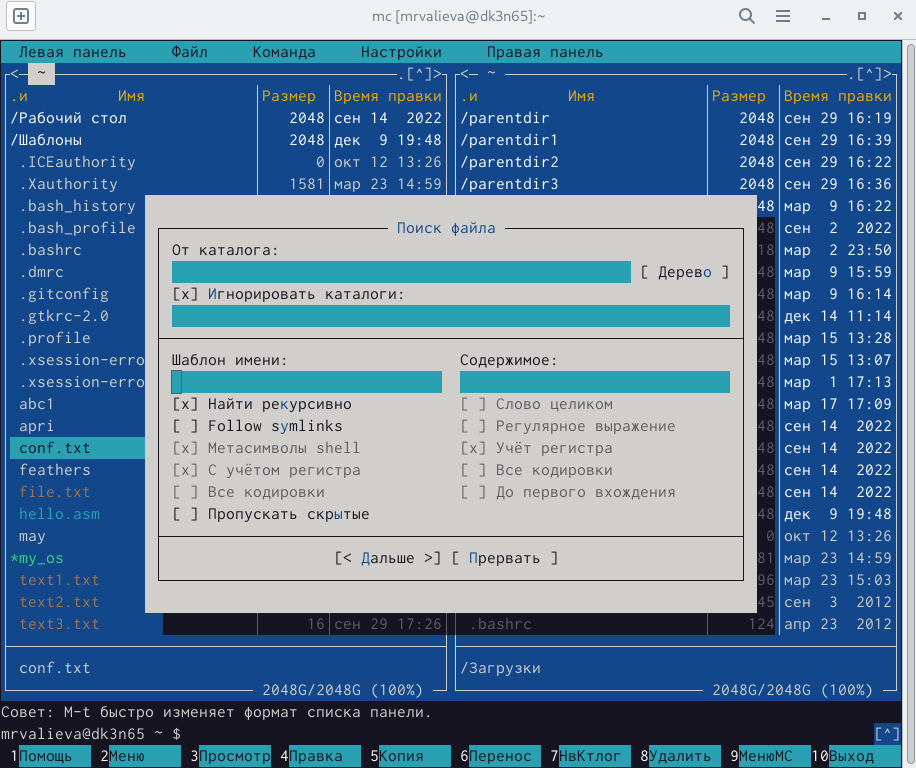 mc [mrvalieva@dk3n65]:~
Левая панель Файл Команда Настройки Правая панель
<— ~ .[^]> <— ~ .[^]>
.и Имя Размер Время правки .и Имя Размер Время правки
/Рабочий стол 2048 сен 14 2022 /parentdir 2048 сен 29 16:19
/Шаблоны 2048 дек 9 19:48 /parentdir1 2048 сен 29 16:39
.ICEauthority 0 окт 12 13:26 /parentdir2 2048 сен 29 16:22
.Xauthority 1581 мар 23 14:59 /parentdir3 2048 сен 29 16:36
.bash_history 48 мар 9 16:22
.bash_profile Поиск файла 48 сен 2 2022
.bashrc От каталога: 18 мар 2 23:50
.dmrc [ Дерево ] 48 мар 9 15:59
.gitconfig [x] Игнорировать каталоги: 48 мар 9 16:14
.gtkrc-2.0 48 дек 14 11:14
.profile 48 мар 15 13:28
.xsession-erro Шаблон имени: Содержимое: 48 мар 15 13:07
.xsession-erro 48 мар 1 17:13
abc1 [x] Найти рекурсивно [ ] Слово целиком 48 мар 17 17:09
apri [ ] Follow symlinks [ ] Регулярное выражение 48 сен 14 2022
conf.txt [x] Метасимволы shell [x] Учёт регистра 48 сен 14 2022
feathers [x] С учётом регистра [ ] Все кодировки 48 сен 14 2022
file.txt [ ] Все кодировки [ ] До первого вхождения 48 сен 14 2022
hello.asm [ ] Пропускать скрытые 48 дек 9 19:48
may 0 окт 12 13:26
*my_os [< Дальше >] [ Прервать ] 81 мар 23 14:59
text1.txt 96 мар 23 15:03
text2.txt 45 сен 3 2012
text3.txt 16 сен 29 17:26 .bashrc 124 апр 23 2012
conf.txt /Загрузки
2048G/2048G (100%) 2048G/2048G (100%)
Совет: M-t быстро изменяет формат списка панели.
mrvalieva@dk3n65 ~ $ [^]
1Помощь 2Меню 3Просмотр 4Правка 5Копия 6Перенос 7НвКтлог 8Удалить 9МенюMC 10Выход